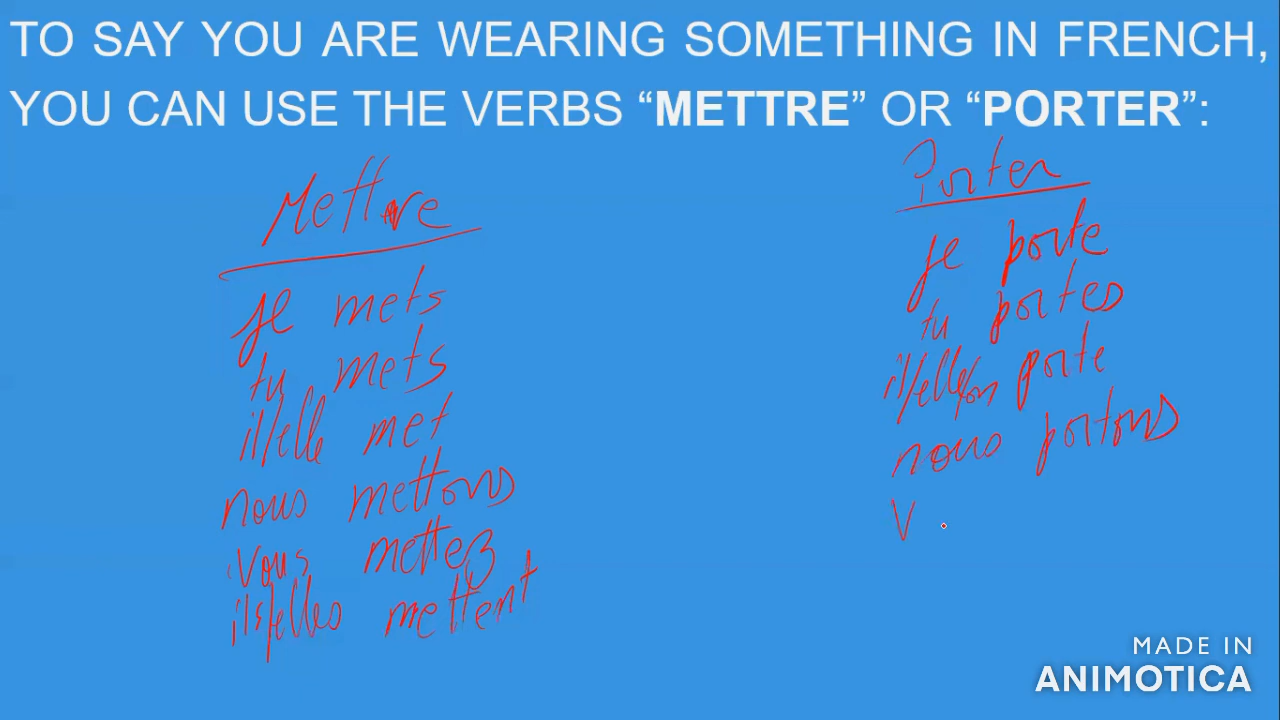 TO SAY YOU ARE WEARING SOMETHING IN FRENCH,
YOU CAN USE THE VERBS “METTRE” OR “PORTER”:
Mettre
je mets
tu mets
il/elle met
nous mettons
vous mettez
ils/elles mettent
Porter
je porte
tu portes
il/elle/on porte
nous portons
V
MADE IN
ANIMOTICA